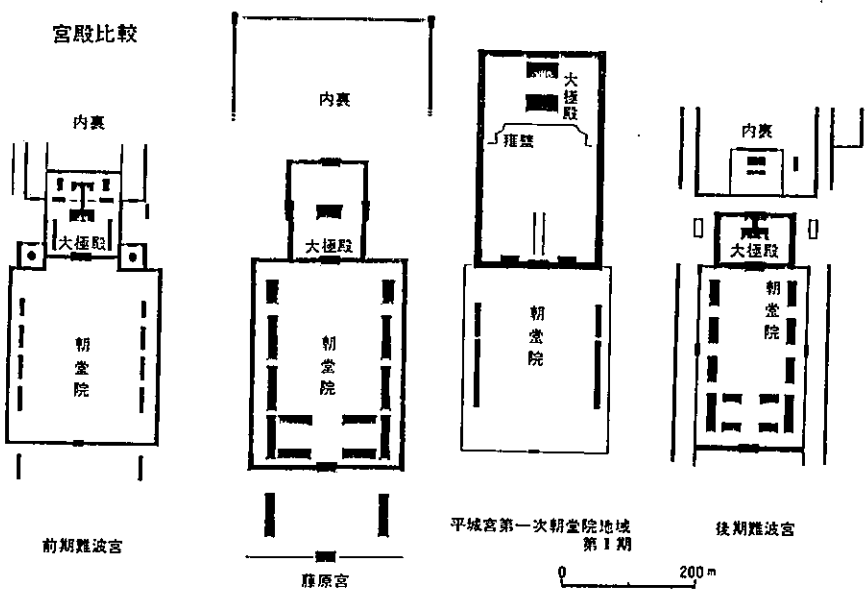 宮殿比較
内裏
大極殿
朝堂院
前期難波宮
内裏
大極殿
朝堂院
藤原宮
大極殿
擁壁
朝堂院
平城宮第一次朝堂院地域
第Ⅰ期
内裏
大極殿
朝堂院
後期難波宮
0 200m